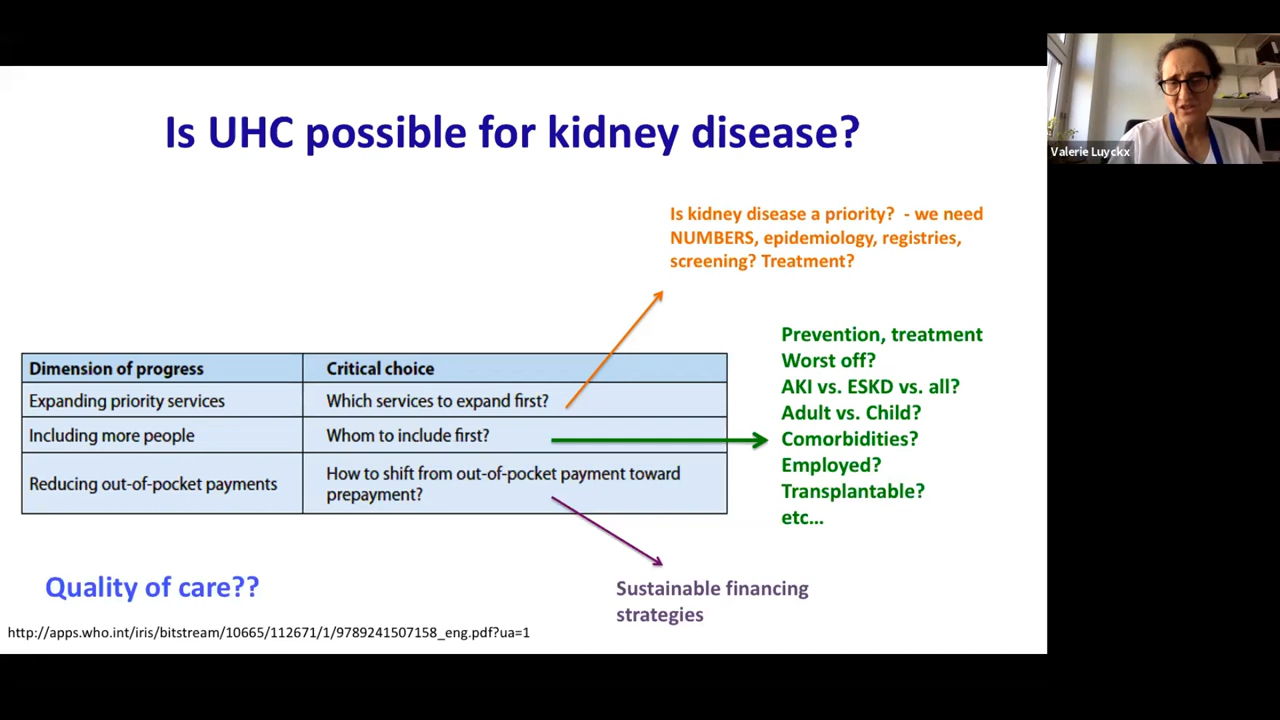 Is UHC possible for kidney disease?
Valerie Luyckx
Is kidney disease a priority?  - we need
NUMBERS, epidemiology, registries,
screening? Treatment?
Dimension of progress
Critical choice
Expanding priority services
Which services to expand first?
Including more people
Whom to include first?
Reducing out-of-pocket payments
How to shift from out-of-pocket payment toward
prepayment?
Prevention, treatment
Worst off?
AKI vs. ESKD vs. all?
Adult vs. Child?
Comorbidities?
Employed?
Transplantable?
etc...
Sustainable financing
strategies
Quality of care??
http://apps.who.int/iris/bitstream/10665/112671/1/9789241507158_eng.pdf?ua=1